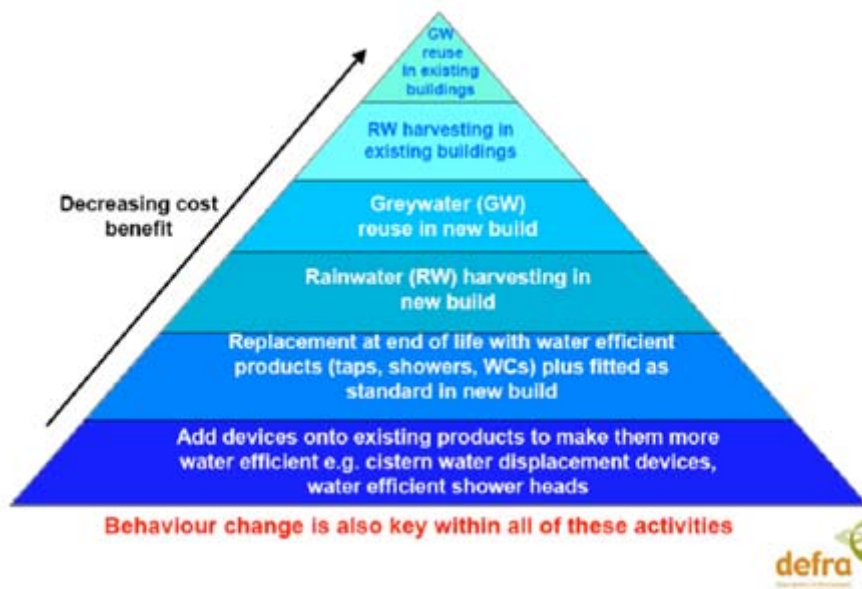 GW
reuse
in existing
buildings
RW harvesting in
existing buildings
Decreasing cost
benefit
Greywater (GW)
reuse in new build
Rainwater (RW) harvesting in
new build
Replacement at end of life with water efficient
products (taps, showers, WCs) plus fitted as
standard in new build
Add devices onto existing products to make them more
water efficient e.g. cistern water displacement devices,
water efficient shower heads
Behaviour change is also key within all of these activities
defra